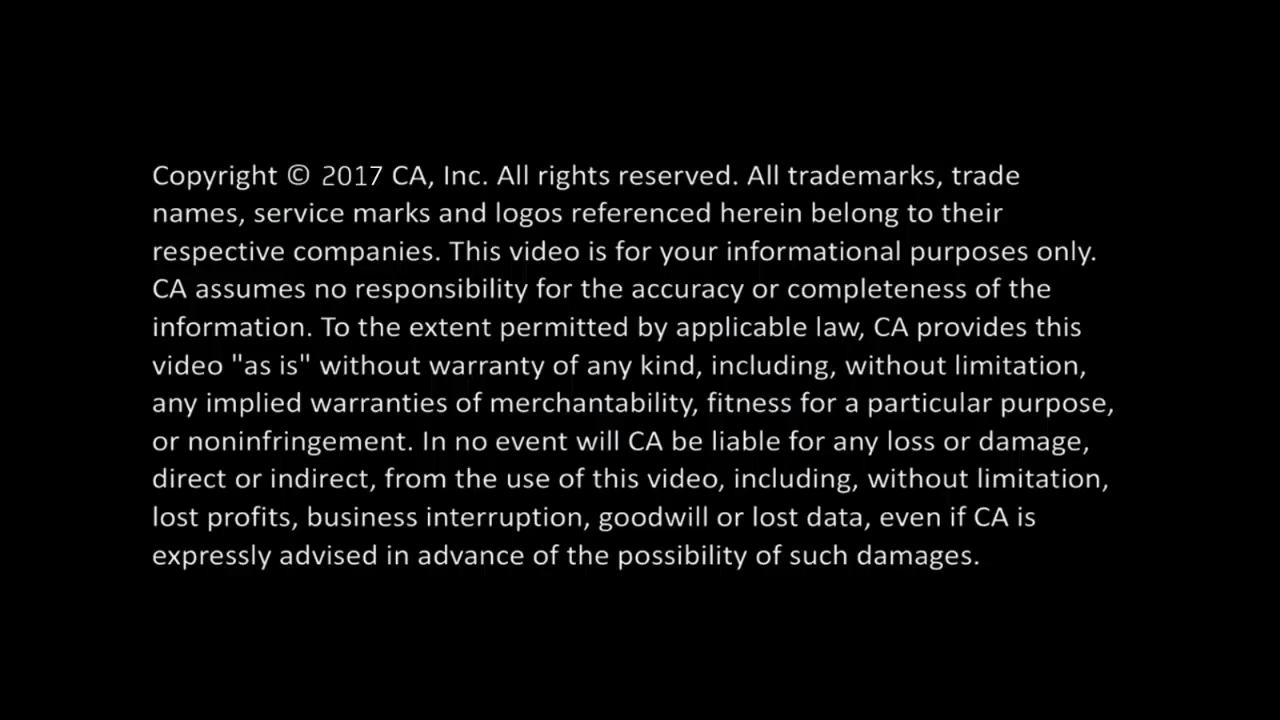 Copyright © 2017 CA, Inc. All rights reserved. All trademarks, trade
names, service marks and logos referenced herein belong to their
respective companies. This video is for your informational purposes only.
CA assumes no responsibility for the accuracy or completeness of the
information. To the extent permitted by applicable law, CA provides this
video "as is" without warranty of any kind, including, without limitation,
any implied warranties of merchantability, fitness for a particular purpose,
or noninfringement. In no event will CA be liable for any loss or damage,
direct or indirect, from the use of this video, including, without limitation,
lost profits, business interruption, goodwill or lost data, even if CA is
expressly advised in advance of the possibility of such damages.